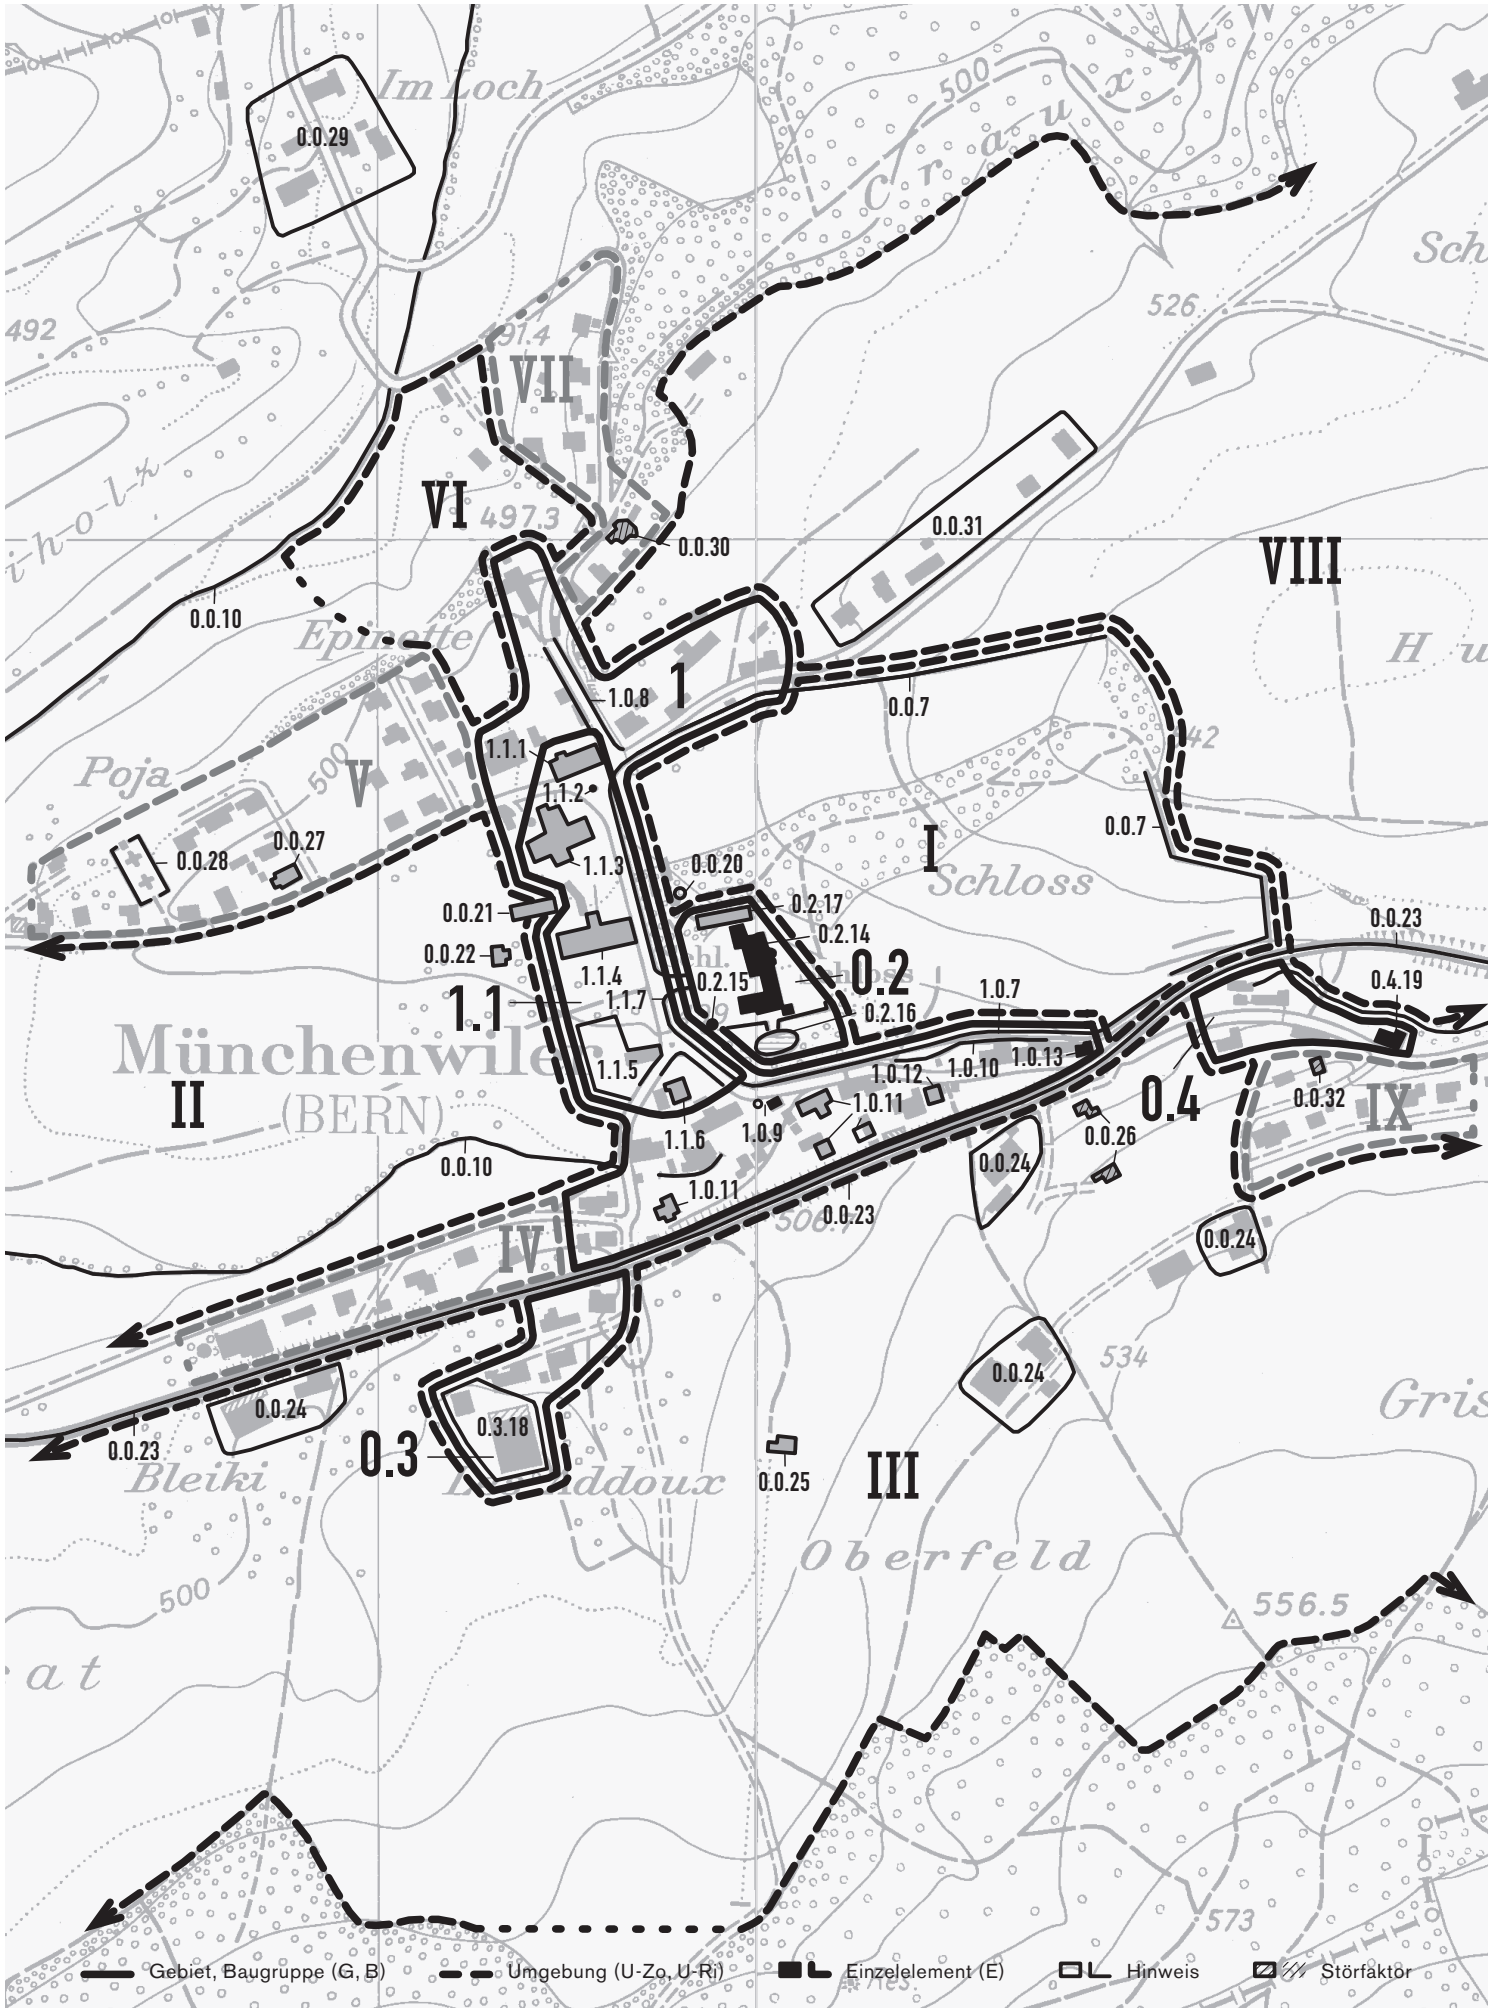 Im Loch
0.0.29
500
Craux
Sch
91.4
492
526
VII
VI
497.3
0.0.31
VIII
0.0.30
i-h-o-l-z
0.0.10
Epinette
H u
1
1.0.8
0.0.7
1.1.1
42
Poja
500
V
1.1.2
0.0.7
0.0.27
I
0.0.28
1.1.3
0.0.20
Schloss
0.0.21
0.2.17
0.0.23
0.2.14
0.0.22
0.2
1.1.4
0.2.15
0.4.19
1.1
1.1.7
1.0.7
0.2.16
Münchenwiler
1.0.10
1.0.13
1.1.5
1.0.12
0.4
II
(BERN)
1.0.11
0.0.32
IX
1.1.6
1.0.9
0.0.26
0.0.10
0.0.24
1.0.11
0.0.23
506.7
IV
0.0.24
534
0.0.24
Gris
0.0.24
0.3.18
0.0.23
0.3
III
Bleiki
ddoux
0.0.25
Oberfeld
500
556.5
at
573
Gebiet, Baugruppe (G, B)
Umgebung (U-Zo, U-Ri)
Einzelelement (E)
Hinweis
Störfaktor